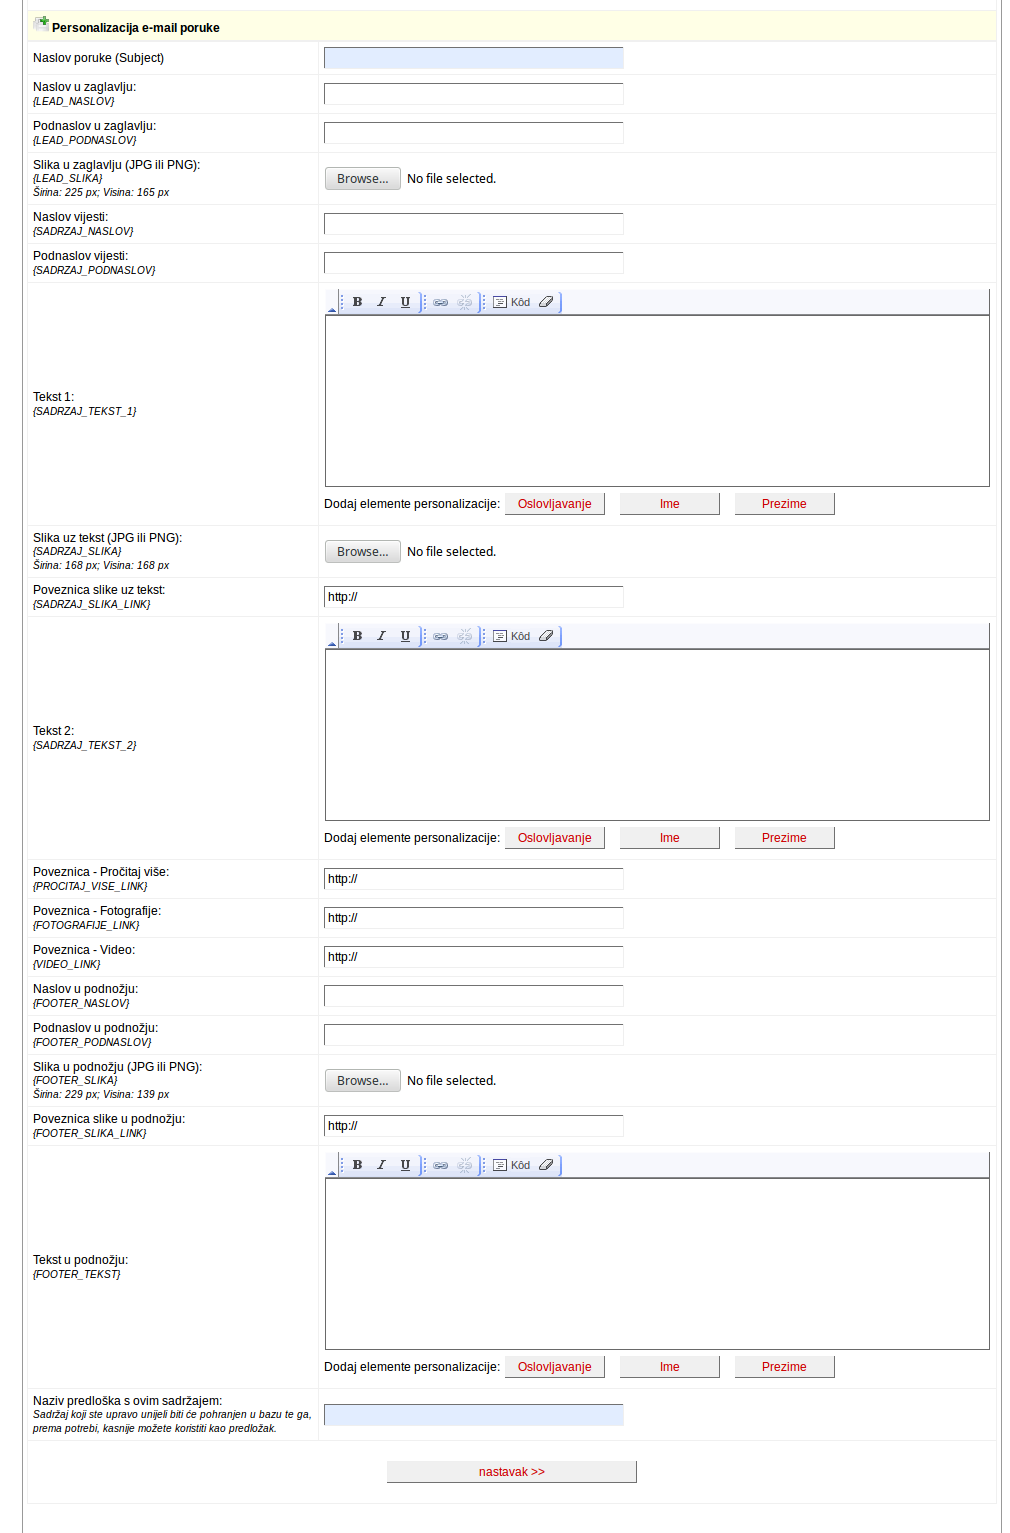 Personalizacija e-mail poruke
Naslov poruke (Subject)
Naslov u zaglavlju:
{LEAD_NASLOV}
Podnaslov u zaglavlju:
{LEAD_PODNASLOV}
Slika u zaglavlju (JPG ili PNG):
{LEAD_SLIKA}
Širina: 225 px; Visina: 165 px
Browse... No file selected.
Naslov vijesti:
{SADRZAJ_NASLOV}
Podnaslov vijesti:
{SADRZAJ_PODNASLOV}
B I U Kôd
Tekst 1:
{SADRZAJ_TEKST_1}
Dodaj elemente personalizacije: Oslovljavanje Ime Prezime
Slika uz tekst (JPG ili PNG):
{SADRZAJ_SLIKA}
Širina: 168 px; Visina: 168 px
Browse... No file selected.
Poveznica slike uz tekst:
{SADRZAJ_SLIKA_LINK}
http://
B I U Kôd
Tekst 2:
{SADRZAJ_TEKST_2}
Dodaj elemente personalizacije: Oslovljavanje Ime Prezime
Poveznica - Pročitaj više:
{PROCITAJ_VISE_LINK}
http://
Poveznica - Fotografije:
{FOTOGRAFIJE_LINK}
http://
Poveznica - Video:
{VIDEO_LINK}
http://
Naslov u podnožju:
{FOOTER_NASLOV}
Podnaslov u podnožju:
{FOOTER_PODNASLOV}
Slika u podnožju (JPG ili PNG):
{FOOTER_SLIKA}
Širina: 229 px; Visina: 139 px
Browse... No file selected.
Poveznica slike u podnožju:
{FOOTER_SLIKA_LINK}
http://
B I U Kôd
Tekst u podnožju:
{FOOTER_TEKST}
Dodaj elemente personalizacije: Oslovljavanje Ime Prezime
Naziv predloška s ovim sadržajem:
Sadržaj koji ste upravo unijeli biti će pohranjen u bazu te ga,
prema potrebi, kasnije možete koristiti kao predložak.
nastavak >>